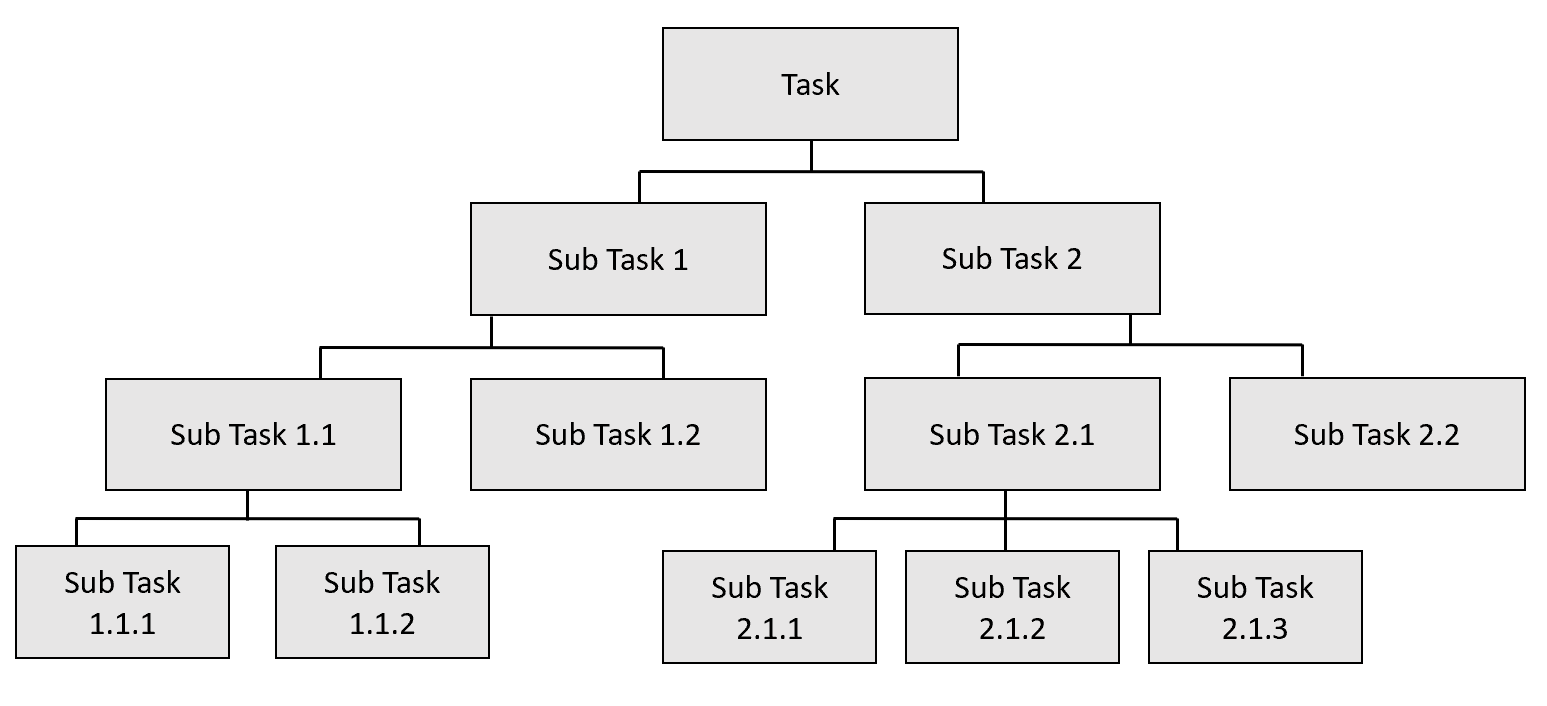 Task
Sub Task 1
Sub Task 2
Sub Task 1.1
Sub Task 1.2
Sub Task 2.1
Sub Task 2.2
Sub Task
1.1.1
Sub Task
1.1.2
Sub Task
2.1.1
Sub Task
2.1.2
Sub Task
2.1.3